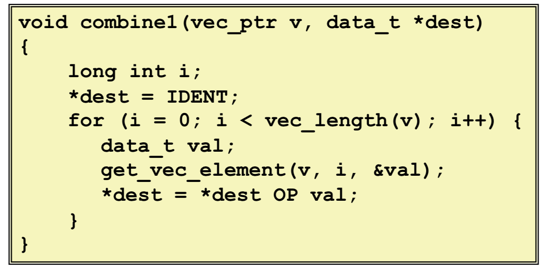 void combine1(vec_ptr v, data_t *dest)
{
    long int i;
    *dest = IDENT;
    for (i = 0; i < vec_length(v); i++) {
      data_t val;
      get_vec_element(v, i, &val);
      *dest = *dest OP val;
    }
}